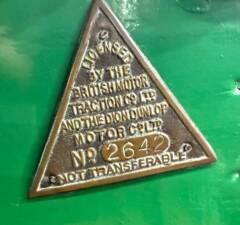 LICENSED
BY THE
BRITISH MOTOR
TRACTION Co LTD
AND THE DION DUNLOP
MOTOR Co LTD
No 2642
NOT TRANSFERABLE